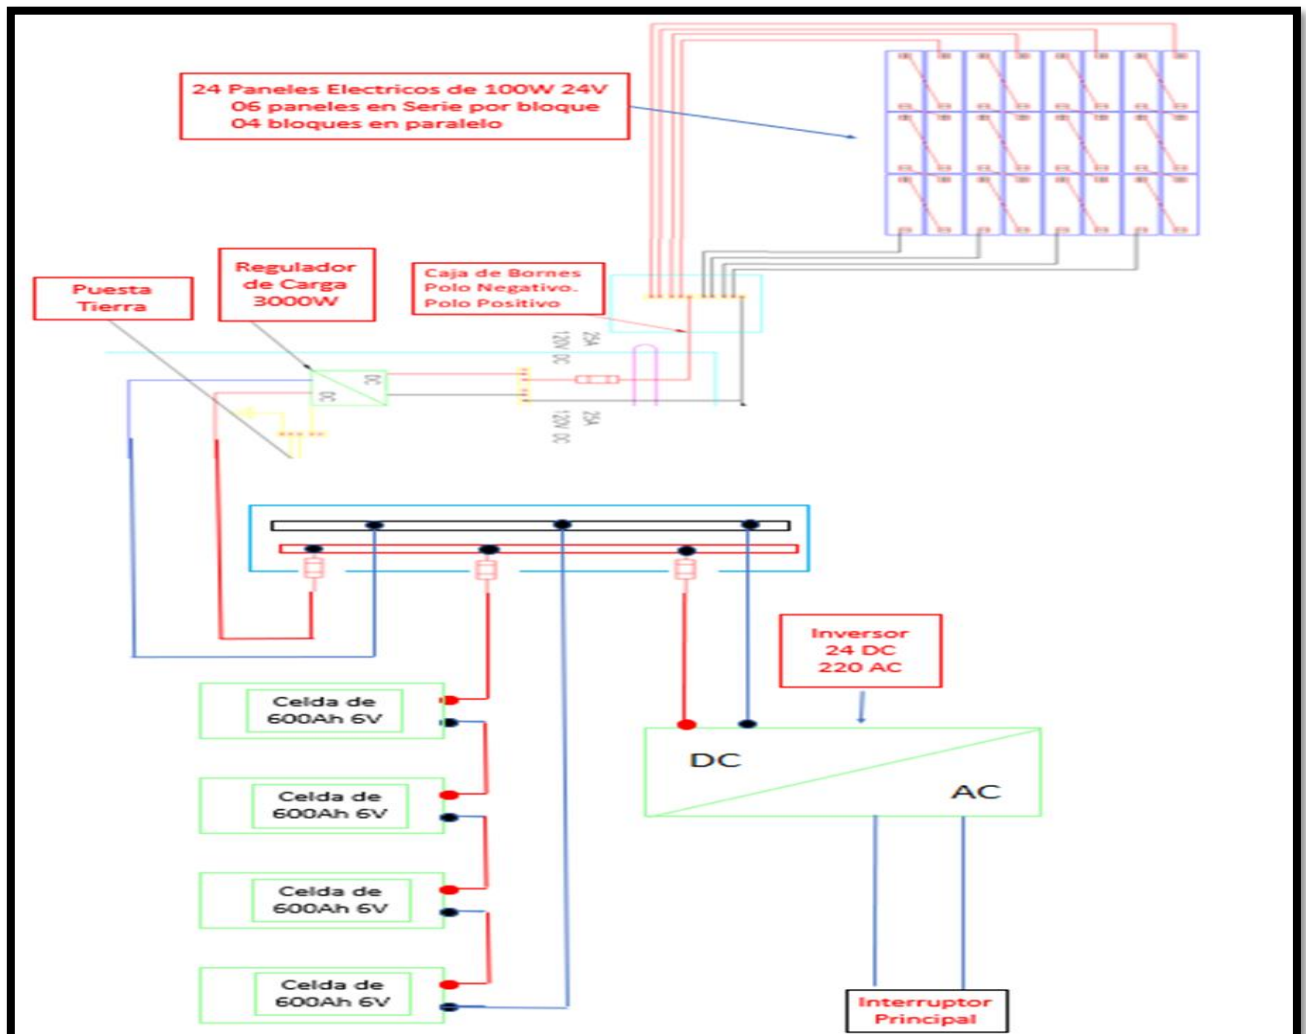 24 Paneles Electricos de 100W 24V
06 paneles en Serie por bloque
04 bloques en paralelo
Puesta
Tierra
Regulador
de Carga
3000W
Caja de Bornes
Polo Negativo.
Polo Positivo
25A
120V DC
DC
DC
25A
120V DC
Inversor
24 DC
220 AC
Celda de
600Ah 6V
DC
AC
Celda de
600Ah 6V
Celda de
600Ah 6V
Celda de
600Ah 6V
Interruptor
Principal